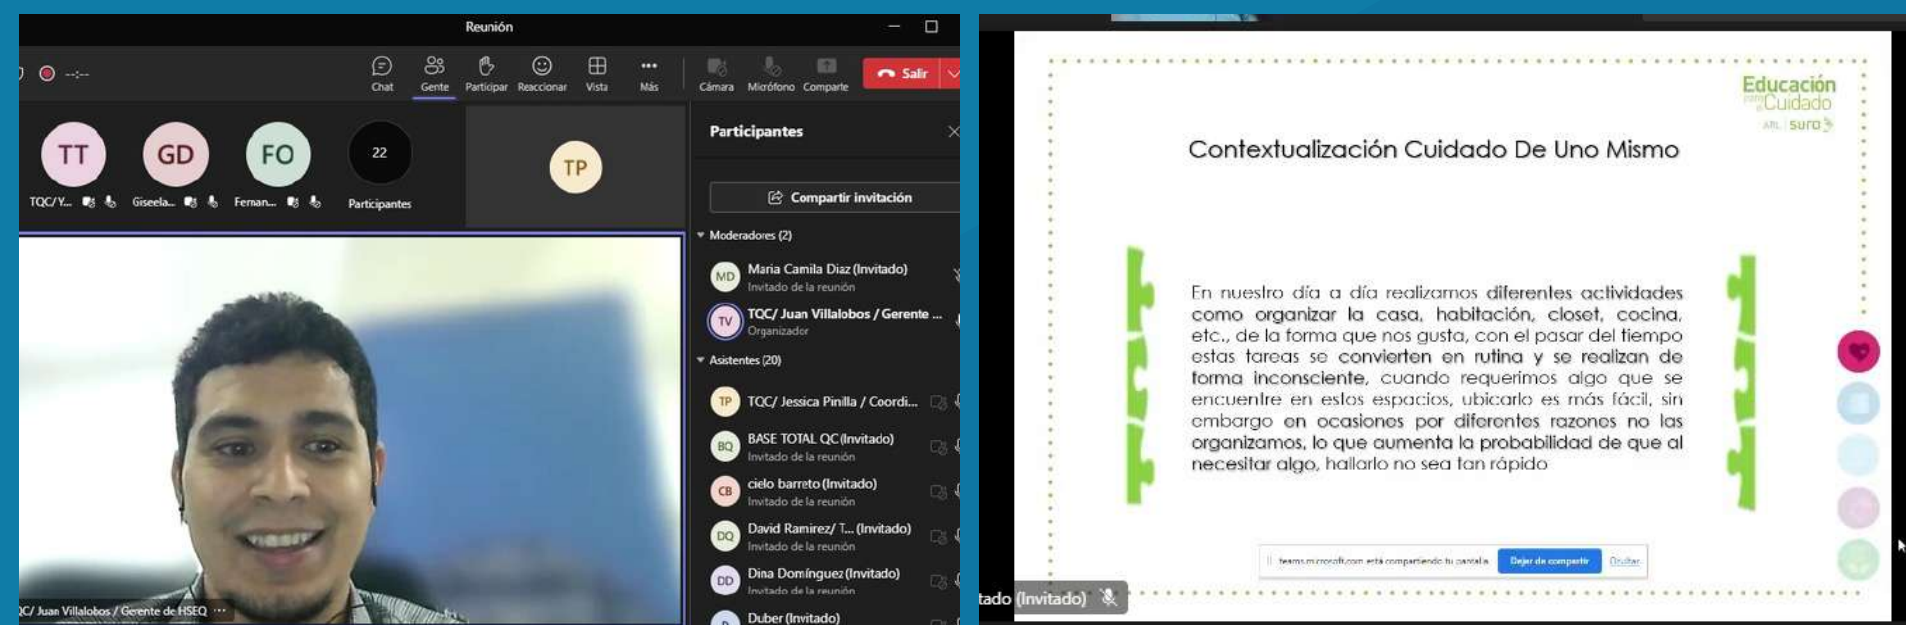 Reunión
--:--
Chat
Gente
Participar
Reaccionar
Vista
Más
Cámara
Micrófono
Comparte
Salir
TT
GD
FO
22
TP
TQC/Y...
Giseela...
Fernan...
Participantes
Participantes
Compartir invitación
Moderadores (2)
MD
Maria Camila Diaz (Invitado)
Invitado de la reunión
TV
TQC/ Juan Villalobos / Gerente ...
Organizador
Asistentes (20)
TP
TQC/ Jessica Pinilla / Coordi...
BQ
BASE TOTAL QC (Invitado)
Invitado de la reunión
CB
cielo barreto (Invitado)
Invitado de la reunión
DQ
David Ramirez/ T... (Invitado)
Invitado de la reunión
DD
Dina Domínguez (Invitado)
Invitado de la reunión
D
Duber (Invitado)
QC/ Juan Villalobos / Gerente de HSEQ ...
Educación
para el Cuidado
ARL sura
Contextualización Cuidado De Uno Mismo
En nuestro día a día realizamos diferentes actividades
como organizar la casa, habitación, closet, cocina,
etc., de la forma que nos gusta, con el pasar del tiempo
estas tareas se convierten en rutina y se realizan de
forma inconsciente, cuando requerimos algo que se
encuentre en estos espacios, ubicarlo es más fácil, sin
embargo en ocasiones por diferentes razones no las
organizamos, lo que aumenta la probabilidad de que al
necesitar algo, hallarlo no sea tan rápido
teams.microsoft.com está compartiendo tu pantalla.
Dejar de compartir
Ocultar
tado (Invitado)